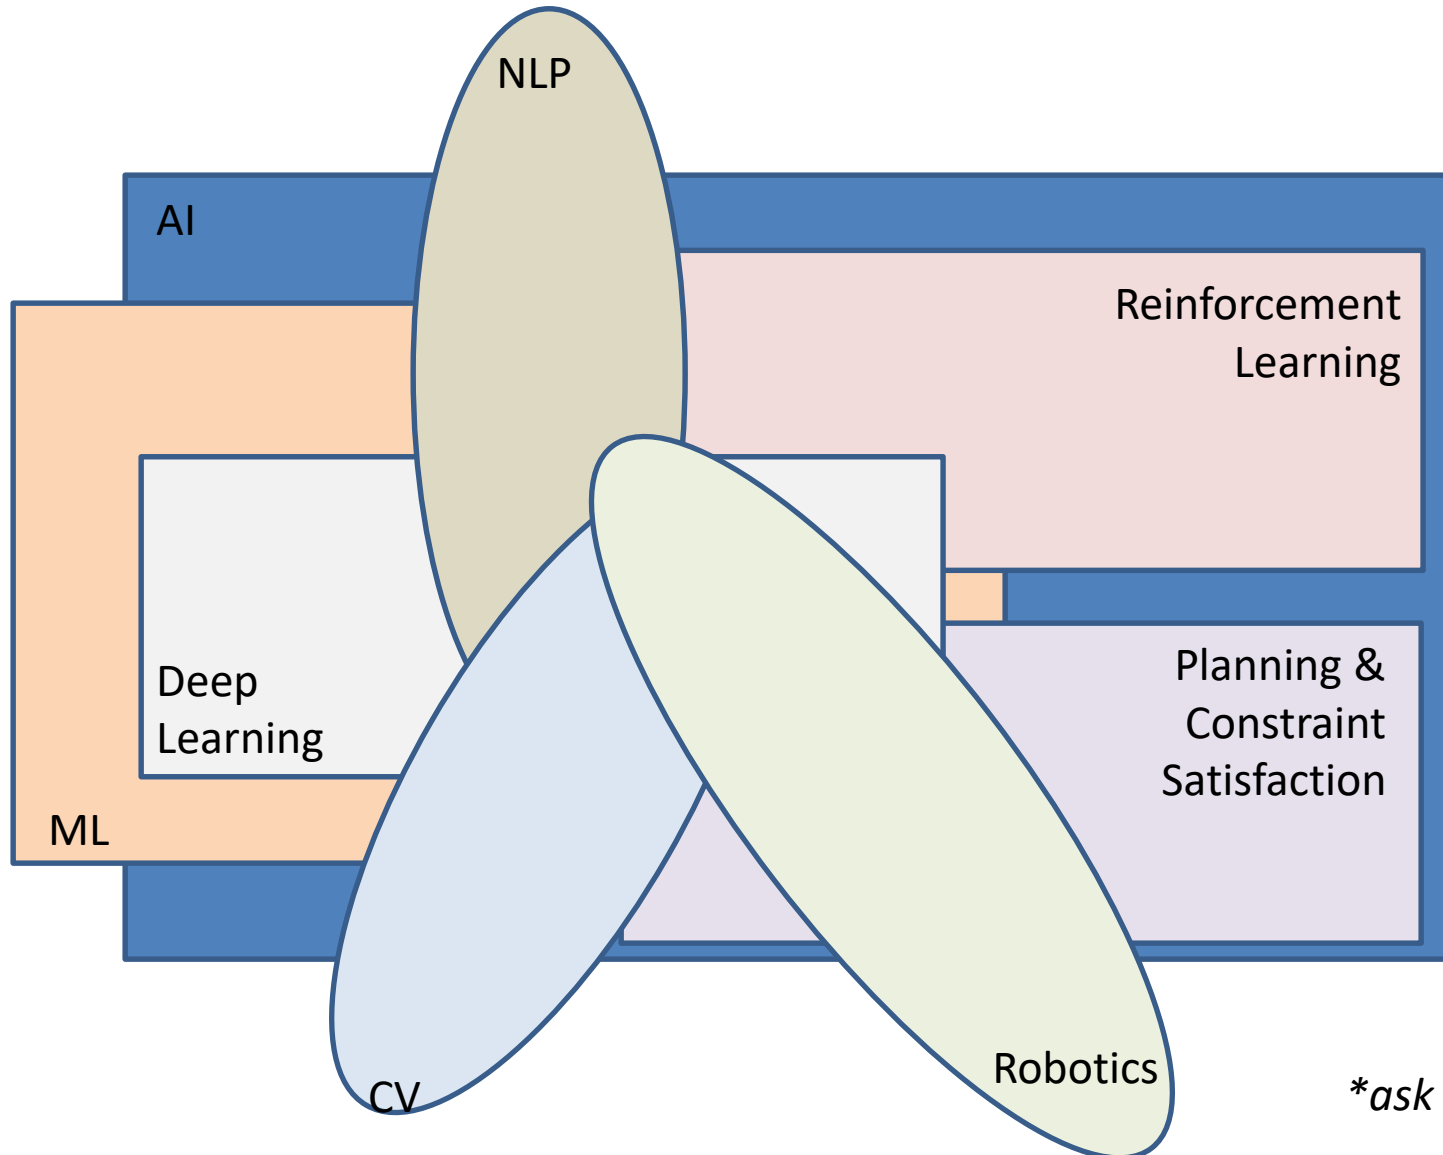 NLP
AI
Reinforcement
Learning
Deep
Learning
Planning &
Constraint
Satisfaction
ML
Robotics
CV
*ask